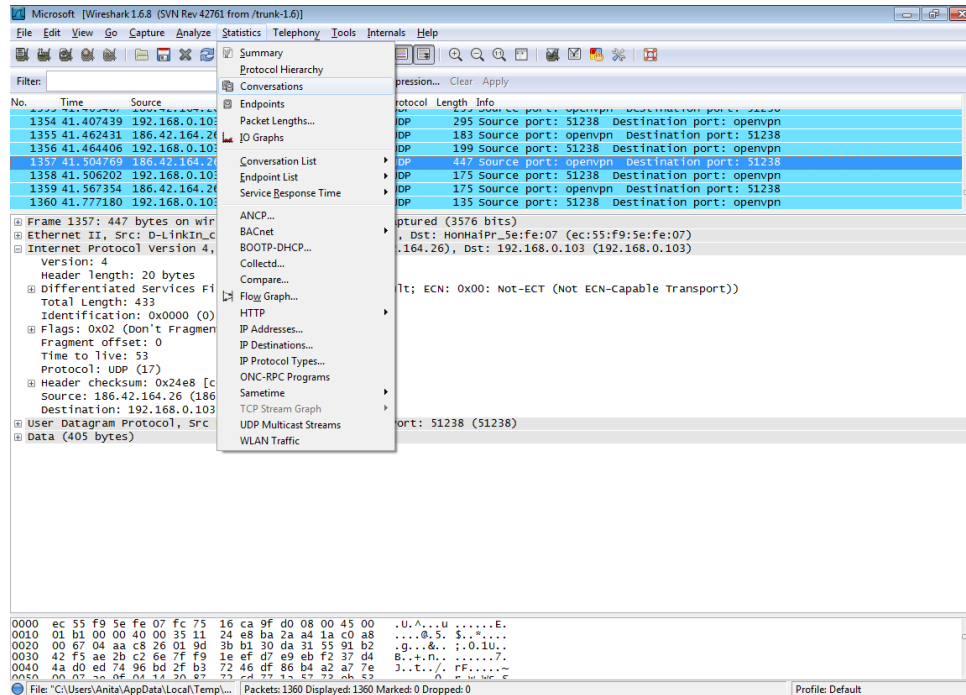 Microsoft [Wireshark 1.6.8 (SVN Rev 42761 from /trunk-1.6)]
File Edit View Go Capture Analyze Statistics Telephony Tools Internals Help
Filter: pression... Clear Apply
No. Time Source rotocol Length Info
1354 41.407439 192.168.0.103 DP 295 Source port: 51238 Destination port: openvpn
1355 41.462431 186.42.164.26 DP 183 Source port: openvpn Destination port: 51238
1356 41.464406 192.168.0.103 DP 199 Source port: 51238 Destination port: openvpn
1357 41.504769 186.42.164.26 DP 447 Source port: openvpn Destination port: 51238
1358 41.506202 192.168.0.103 DP 175 Source port: 51238 Destination port: openvpn
1359 41.567354 186.42.164.26 DP 175 Source port: openvpn Destination port: 51238
1360 41.777180 192.168.0.103 DP 135 Source port: 51238 Destination port: openvpn
Summary
Protocol Hierarchy
Conversations
Endpoints
Packet Lengths...
IO Graphs
Conversation List
Endpoint List
Service Response Time
ANCP...
BACnet
BOOTP-DHCP...
Collectd...
Compare...
Flow Graph...
HTTP
IP Addresses...
IP Destinations...
IP Protocol Types...
ONC-RPC Programs
Sametime
TCP Stream Graph
UDP Multicast Streams
WLAN Traffic
Frame 1357: 447 bytes on wir ptured (3576 bits)
Ethernet II, Src: D-LinkIn_c , Dst: HonHaiPr_5e:fe:07 (ec:55:f9:5e:fe:07)
Internet Protocol Version 4, .164.26), Dst: 192.168.0.103 (192.168.0.103)
Version: 4
Header length: 20 bytes
Differentiated Services Fi lt; ECN: 0x00: Not-ECT (Not ECN-Capable Transport))
Total Length: 433
Identification: 0x0000 (0)
Flags: 0x02 (Don't Fragmen
Fragment offset: 0
Time to live: 53
Protocol: UDP (17)
Header checksum: 0x24e8 [c
Source: 186.42.164.26 (186
Destination: 192.168.0.103
User Datagram Protocol, Src ort: 51238 (51238)
Data (405 bytes)
0000 ec 55 f9 5e fe 07 fc 75 16 ca 9f d0 08 00 45 00 .U.^...u ......E.
0010 01 b1 00 00 40 00 35 11 24 e8 ba 2a a4 1a c0 a8 ....@.5. $..*....
0020 00 67 04 aa c8 26 01 9d 3b b1 30 da 31 55 91 b2 .g...&.. ;.0.1U..
0030 42 f5 ae 2b c2 6e 7f f9 1e ef d7 e9 eb f2 37 d4 B..+.n.. ......7.
0040 4a d0 ed 74 96 bd 2f b3 72 46 df 86 b4 a2 a7 7e J..t../. rF.....~
File: "C:\Users\Anita\AppData\Local\Temp\... Packets: 1360 Displayed: 1360 Marked: 0 Dropped: 0 Profile: Default